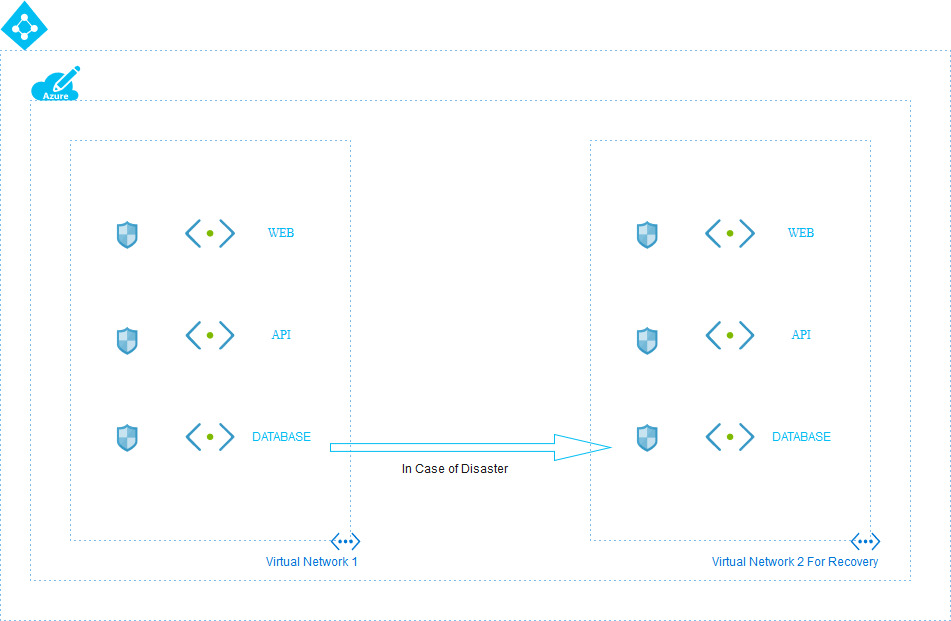 Azure
WEB
WEB
API
API
DATABASE
DATABASE
In Case of Disaster
Virtual Network 1
Virtual Network 2 For Recovery